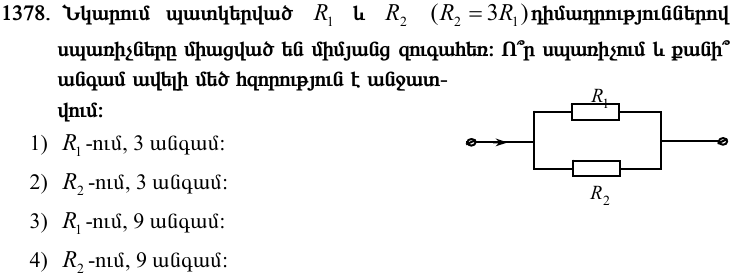 1378. Նկարում պատկերված R₁ և R₂ (R₂ = 3R₁) դիմադրություններով
սպառիչները միացված են միմյանց զուգահեռ: Ո՞ր սպառիչում և քանի՞
անգամ ավելի մեծ հզորություն է անջատ-
վում:
1) R₁-ում, 3 անգամ:
2) R₂-ում, 3 անգամ:
3) R₁-ում, 9 անգամ:
4) R₂-ում, 9 անգամ:
R₁
R₂